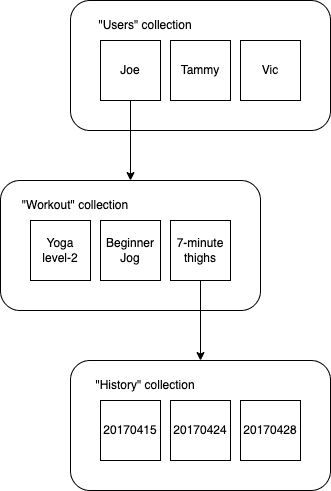 "Users" collection
Joe
Tammy
Vic
"Workout" collection
Yoga
level-2
Beginner
Jog
7-minute
thighs
"History" collection
20170415
20170424
20170428